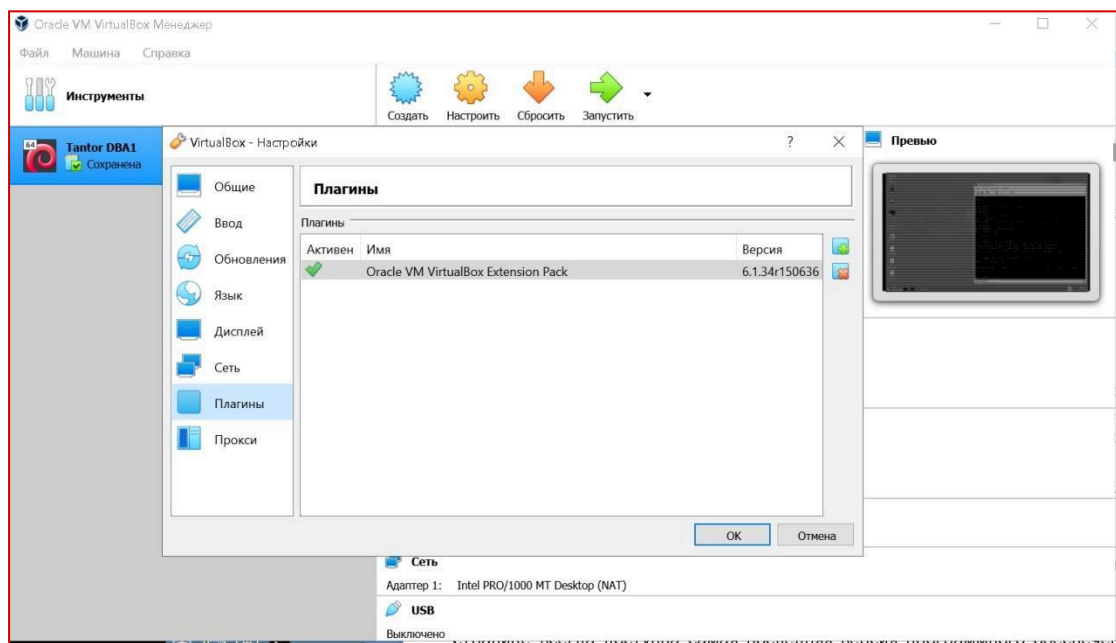 Oracle VM VirtualBox Менеджер
Файл Машина Справка
Инструменты
Создать Настроить Сбросить Запустить
64
Tantor DBA1
Сохранена
VirtualBox - Настройки
Превью
Общие
Ввод
Обновления
Язык
Дисплей
Сеть
Плагины
Прокси
Плагины
Плагины
Активен Имя Версия
Oracle VM VirtualBox Extension Pack 6.1.34r150636
OK Отмена
Сеть
Адаптер 1: Intel PRO/1000 MT Desktop (NAT)
USB
Выключено